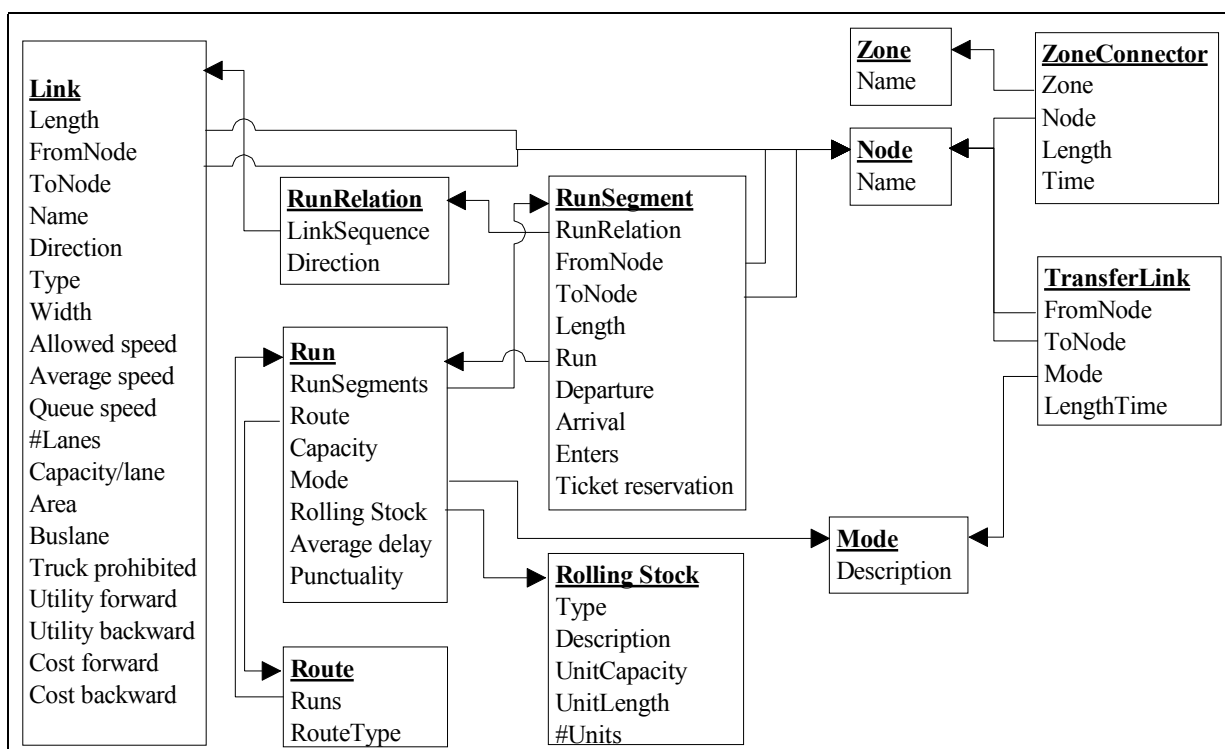 Link
Length
FromNode
ToNode
Name
Direction
Type
Width
Allowed speed
Average speed
Queue speed
#Lanes
Capacity/lane
Area
Buslane
Truck prohibited
Utility forward
Utility backward
Cost forward
Cost backward
RunRelation
LinkSequence
Direction
Run
RunSegments
Route
Capacity
Mode
Rolling Stock
Average delay
Punctuality
Route
Runs
RouteType
RunSegment
RunRelation
FromNode
ToNode
Length
Run
Departure
Arrival
Enters
Ticket reservation
Rolling Stock
Type
Description
UnitCapacity
UnitLength
#Units
Zone
Name
Node
Name
Mode
Description
ZoneConnector
Zone
Node
Length
Time
TransferLink
FromNode
ToNode
Mode
LengthTime